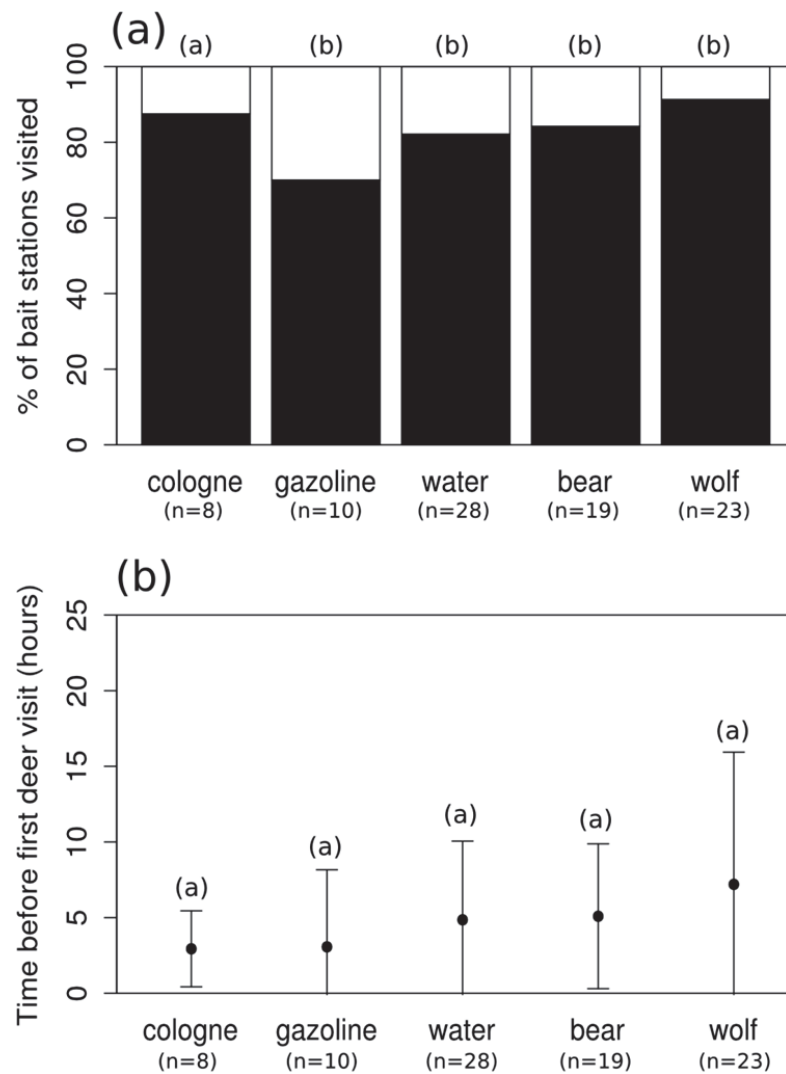 (a)
(a) (b) (b) (b) (b)
% of bait stations visited
100
80
60
40
20
0
cologne gazoline water bear wolf
(n=8) (n=10) (n=28) (n=19) (n=23)
(b)
Time before first deer visit (hours)
25
20
15
10
5
0
(a) (a) (a) (a) (a)
cologne gazoline water bear wolf
(n=8) (n=10) (n=28) (n=19) (n=23)